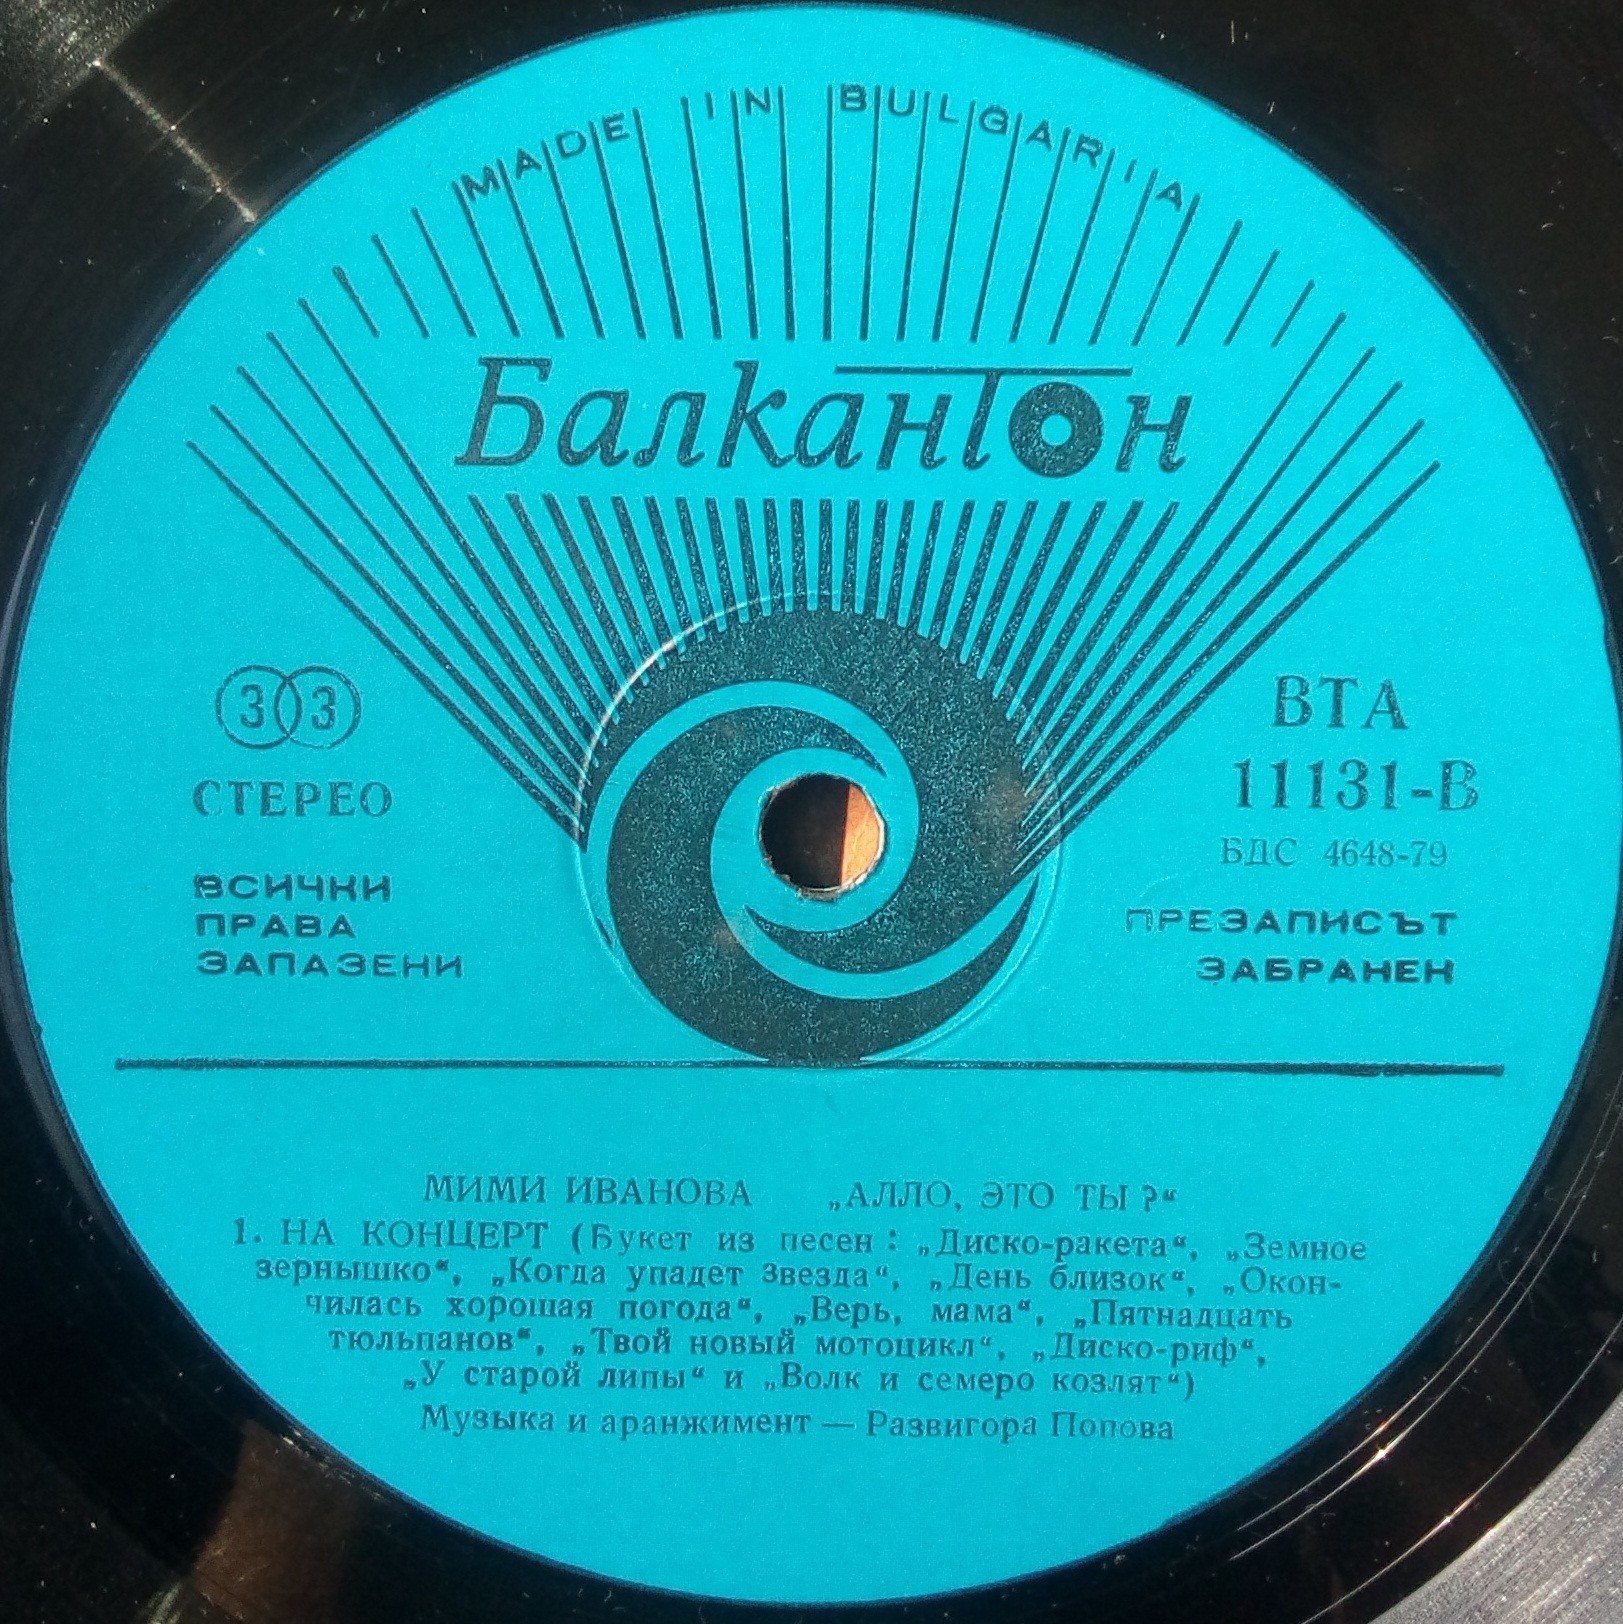 MADE IN BULGARIA
Балкантон
33
СТЕРЕО
ВСИЧКИ
ПРАВА
ЗАПАЗЕНИ
ВТА
11131-В
БДС 4648-79
ПРЕЗАПИСЪТ
ЗАБРАНЕН
МИМИ ИВАНОВА „АЛЛО, ЭТО ТЫ?“
1. НА КОНЦЕРТ (Букет из песен: „Диско-ракета“, „Земное
зернышко“, „Когда упадет звезда“, „День близок“, „Окон-
чилась хорошая погода“, „Верь, мама“, „Пятнадцать
тюльпанов“, „Твой новый мотоцикл“, „Диско-риф“,
„У старой липы“ и „Волк и семеро козлят“)
Музыка и аранжимент — Развигора Попова